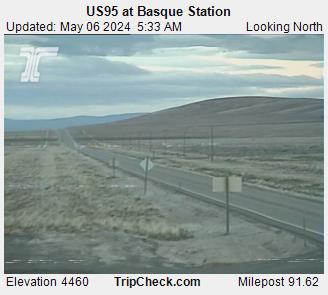 US95 at Basque Station
Updated: May 06 2024 5:33 AM Looking North
Elevation 4460 TripCheck.com Milepost 91.62